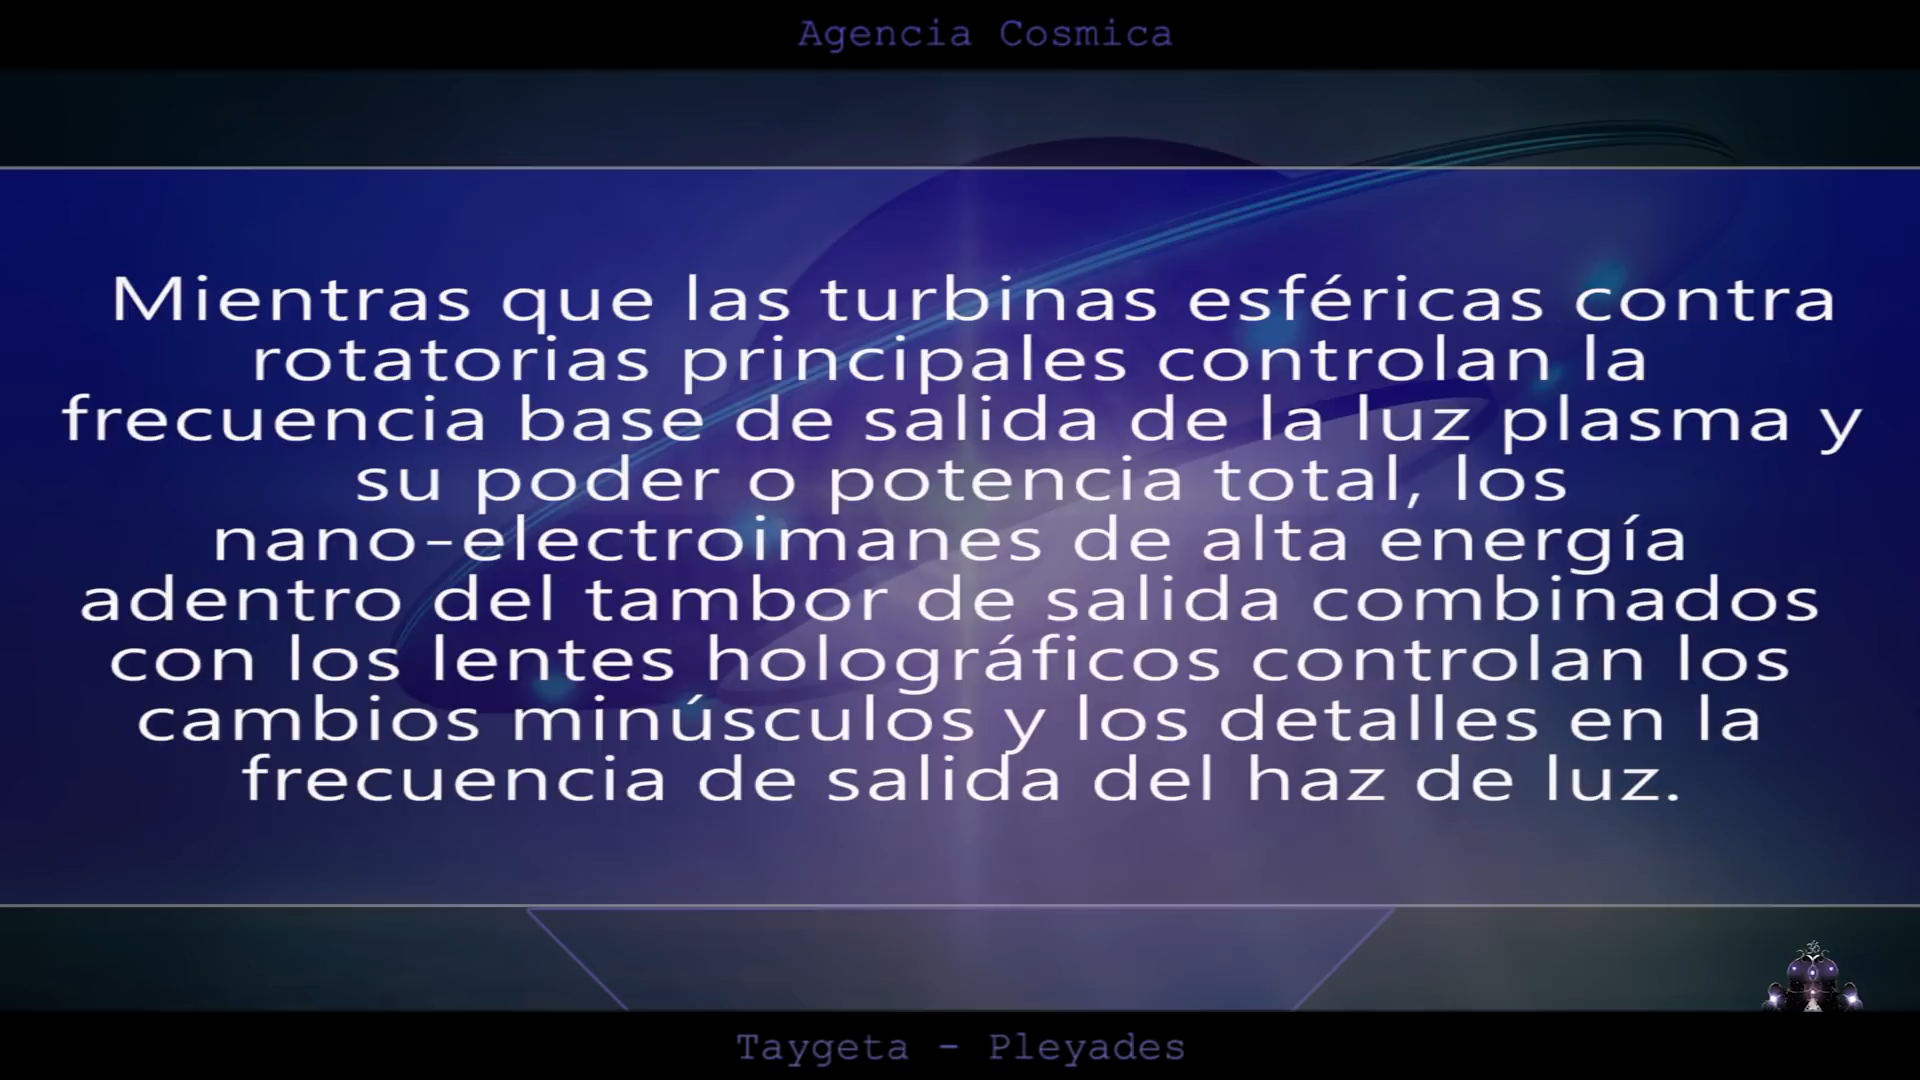 Agencia Cosmica
Mientras que las turbinas esféricas contra
rotatorias principales controlan la
frecuencia base de salida de la luz plasma y
su poder o potencia total, los
nano-electroimanes de alta energía
adentro del tambor de salida combinados
con los lentes holográficos controlan los
cambios minúsculos y los detalles en la
frecuencia de salida del haz de luz.
ॐ
Taygeta - Pleyades